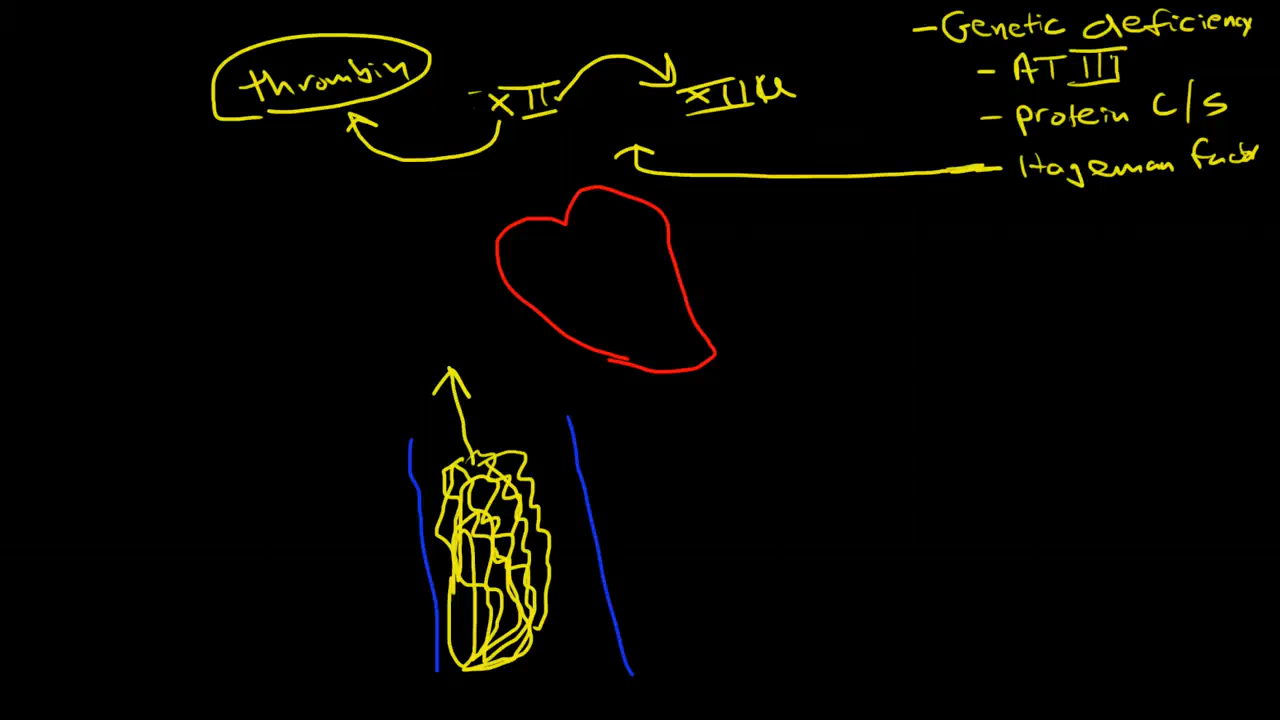 thrombin
XII
XIIa
- Genetic deficiency
- AT III
- protein C/S
- Hageman factor